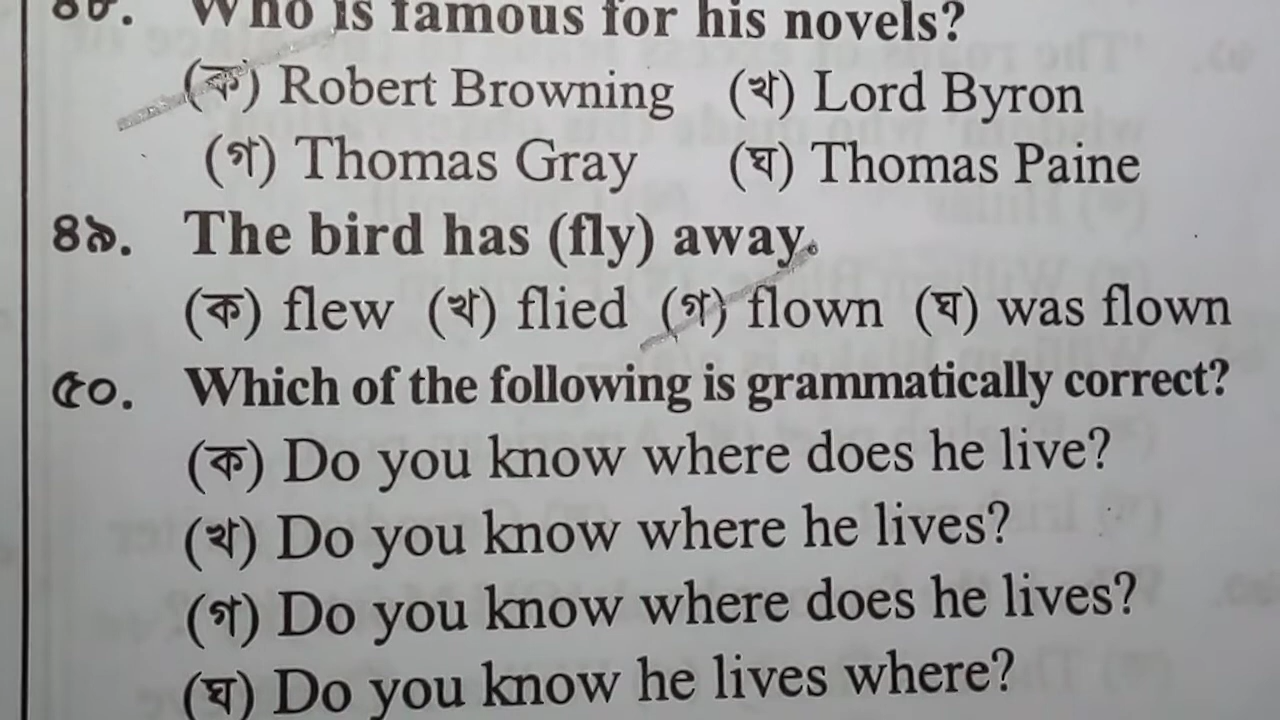 ৪৮. Who is famous for his novels?
(ক) Robert Browning (খ) Lord Byron
(গ) Thomas Gray (ঘ) Thomas Paine
৪৯. The bird has (fly) away.
(ক) flew (খ) flied (গ) flown (ঘ) was flown
৫০. Which of the following is grammatically correct?
(ক) Do you know where does he live?
(খ) Do you know where he lives?
(গ) Do you know where does he lives?
(ঘ) Do you know he lives where?